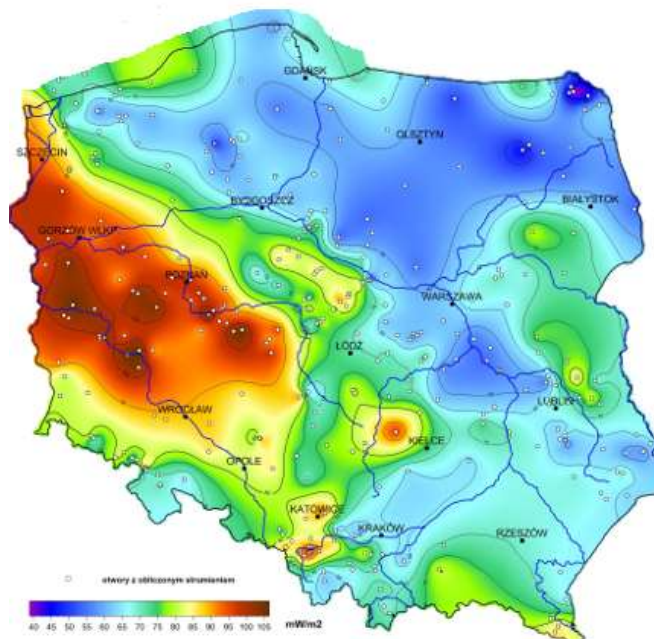 GDAŃSK
OLSZTYN
SZCZECIN
BYDGOSZCZ
BIAŁYSTOK
GORZÓW WLKP
POZNAŃ
WARSZAWA
ŁÓDŹ
WROCŁAW
LUBLIN
KIELCE
OPOLE
KATOWICE
KRAKÓW
RZESZÓW
otwory z obliczonym strumieniem
40 45 50 55 60 65 70 75 80 85 90 95 100 105 mW/m2